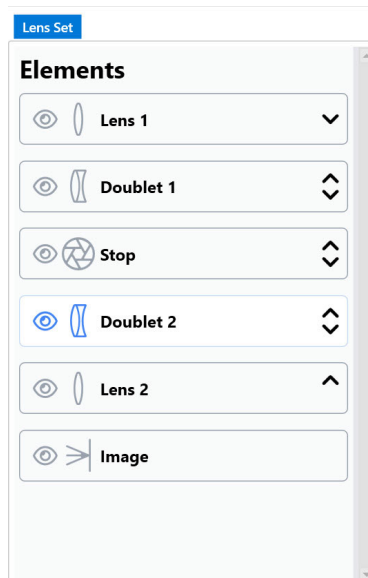 Lens Set
Elements
Lens 1
Doublet 1
Stop
Doublet 2
Lens 2
Image